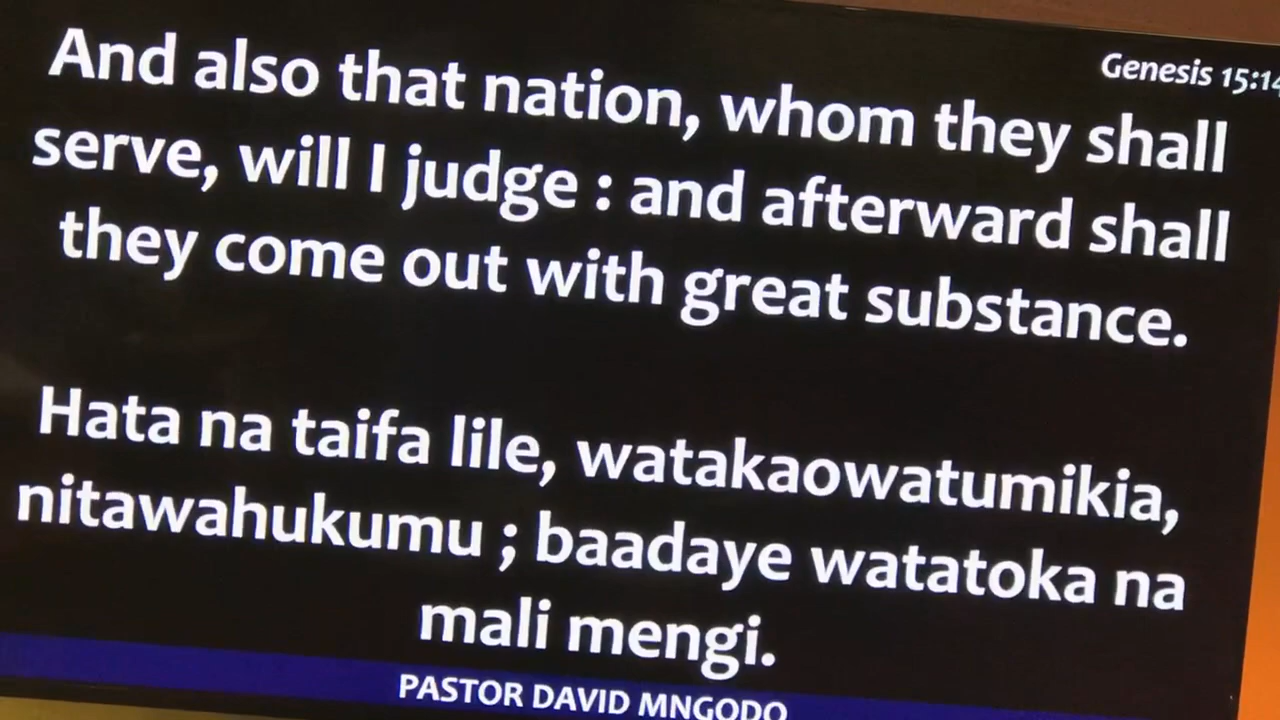 Genesis 15:14
And also that nation, whom they shall
serve, will I judge : and afterward shall
they come out with great substance.
Hata na taifa lile, watakaowatumikia,
nitawahukumu ; baadaye watatoka na
mali mengi.
PASTOR DAVID MNGODO